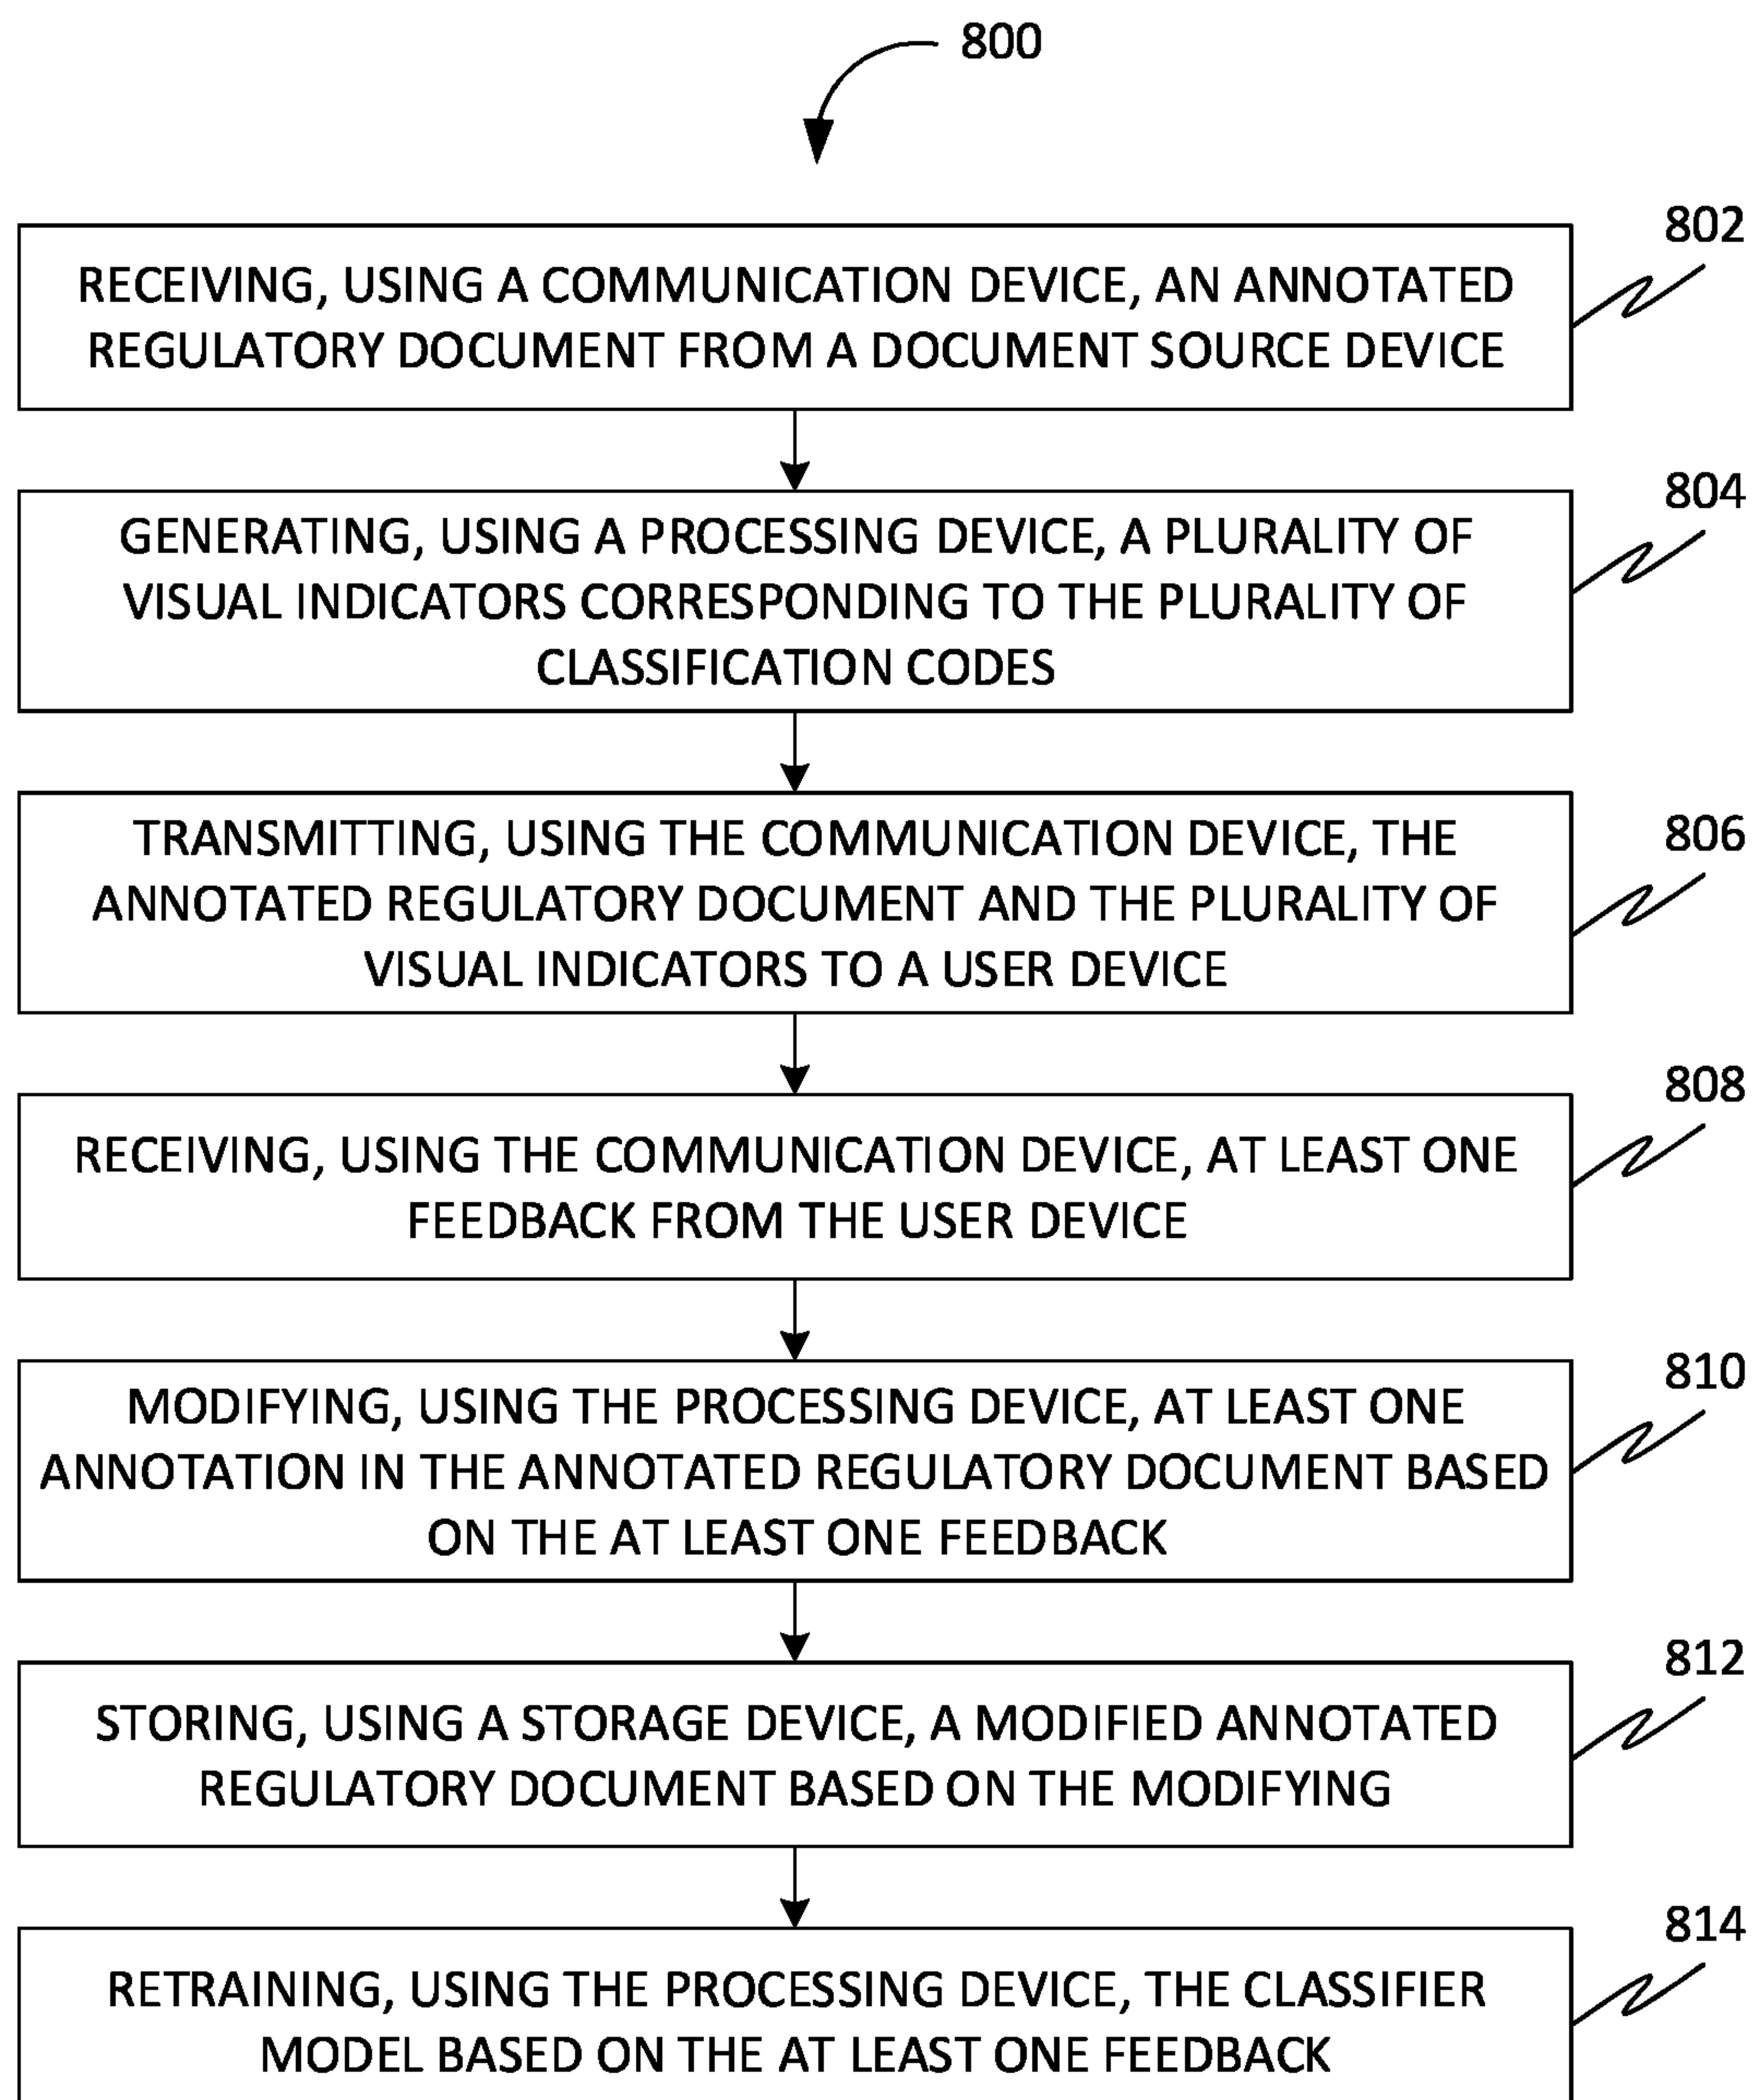 800
802
RECEIVING, USING A COMMUNICATION DEVICE, AN ANNOTATED
REGULATORY DOCUMENT FROM A DOCUMENT SOURCE DEVICE
804
GENERATING, USING A PROCESSING DEVICE, A PLURALITY OF
VISUAL INDICATORS CORRESPONDING TO THE PLURALITY OF
CLASSIFICATION CODES
806
TRANSMITTING, USING THE COMMUNICATION DEVICE, THE
ANNOTATED REGULATORY DOCUMENT AND THE PLURALITY OF
VISUAL INDICATORS TO A USER DEVICE
808
RECEIVING, USING THE COMMUNICATION DEVICE, AT LEAST ONE
FEEDBACK FROM THE USER DEVICE
810
MODIFYING, USING THE PROCESSING DEVICE, AT LEAST ONE
ANNOTATION IN THE ANNOTATED REGULATORY DOCUMENT BASED
ON THE AT LEAST ONE FEEDBACK
812
STORING, USING A STORAGE DEVICE, A MODIFIED ANNOTATED
REGULATORY DOCUMENT BASED ON THE MODIFYING
814
RETRAINING, USING THE PROCESSING DEVICE, THE CLASSIFIER
MODEL BASED ON THE AT LEAST ONE FEEDBACK